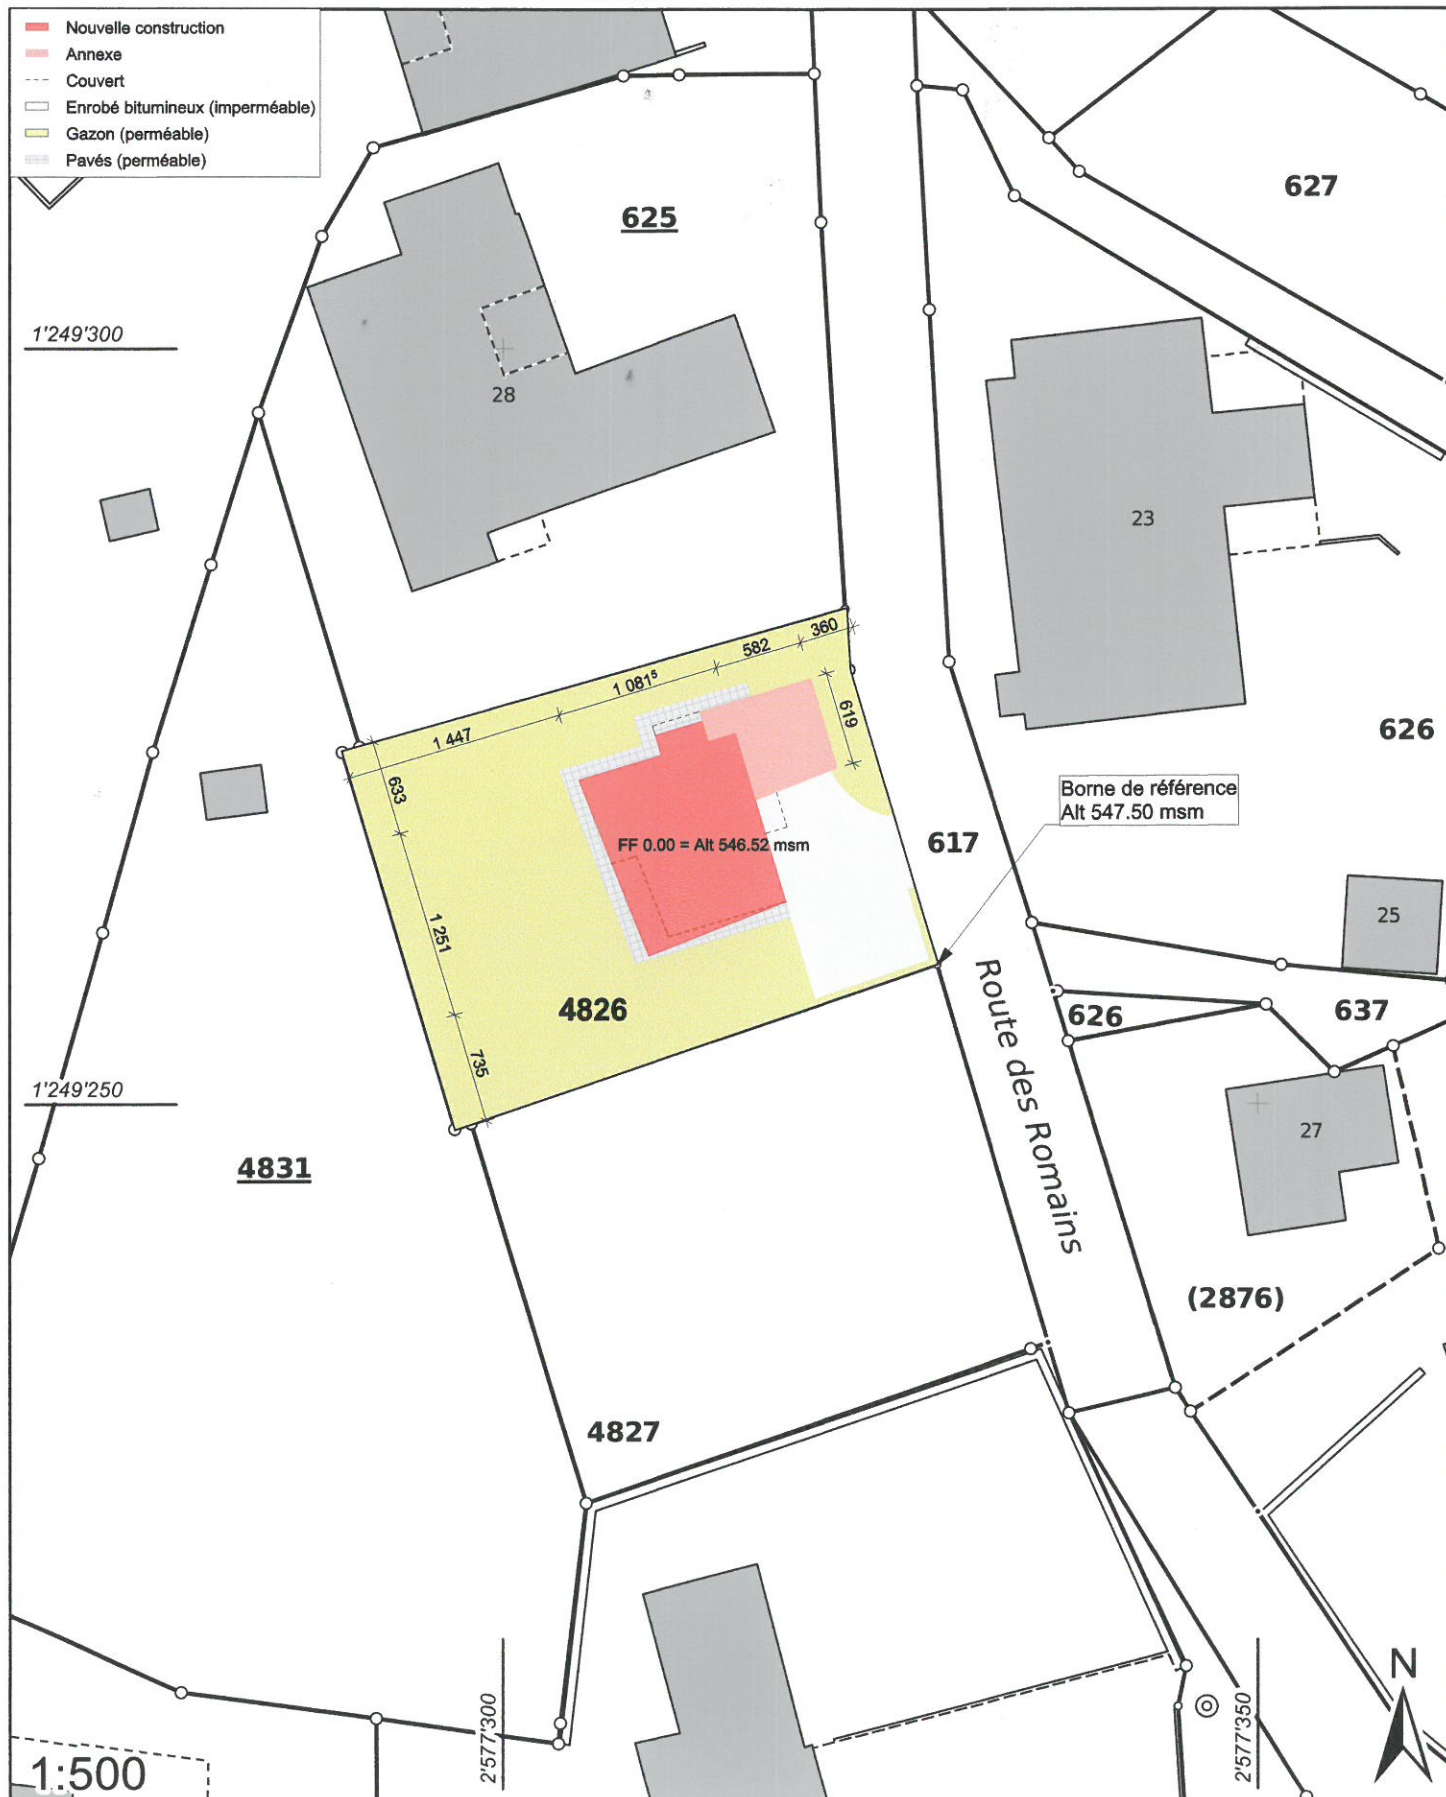 Nouvelle construction
Annexe
Couvert
Enrobé bitumineux (imperméable)
Gazon (perméable)
Pavés (perméable)
625
627
1'249'300
28
23
360
582
1 081⁵
1 447
619
633
626
Borne de référence
Alt 547.50 msm
FF 0.00 = Alt 546.52 msm
617
25
1 251
4826
626
637
Route des Romains
735
1'249'250
27
4831
(2876)
4827
N
2'577'300
2'577'350
1:500